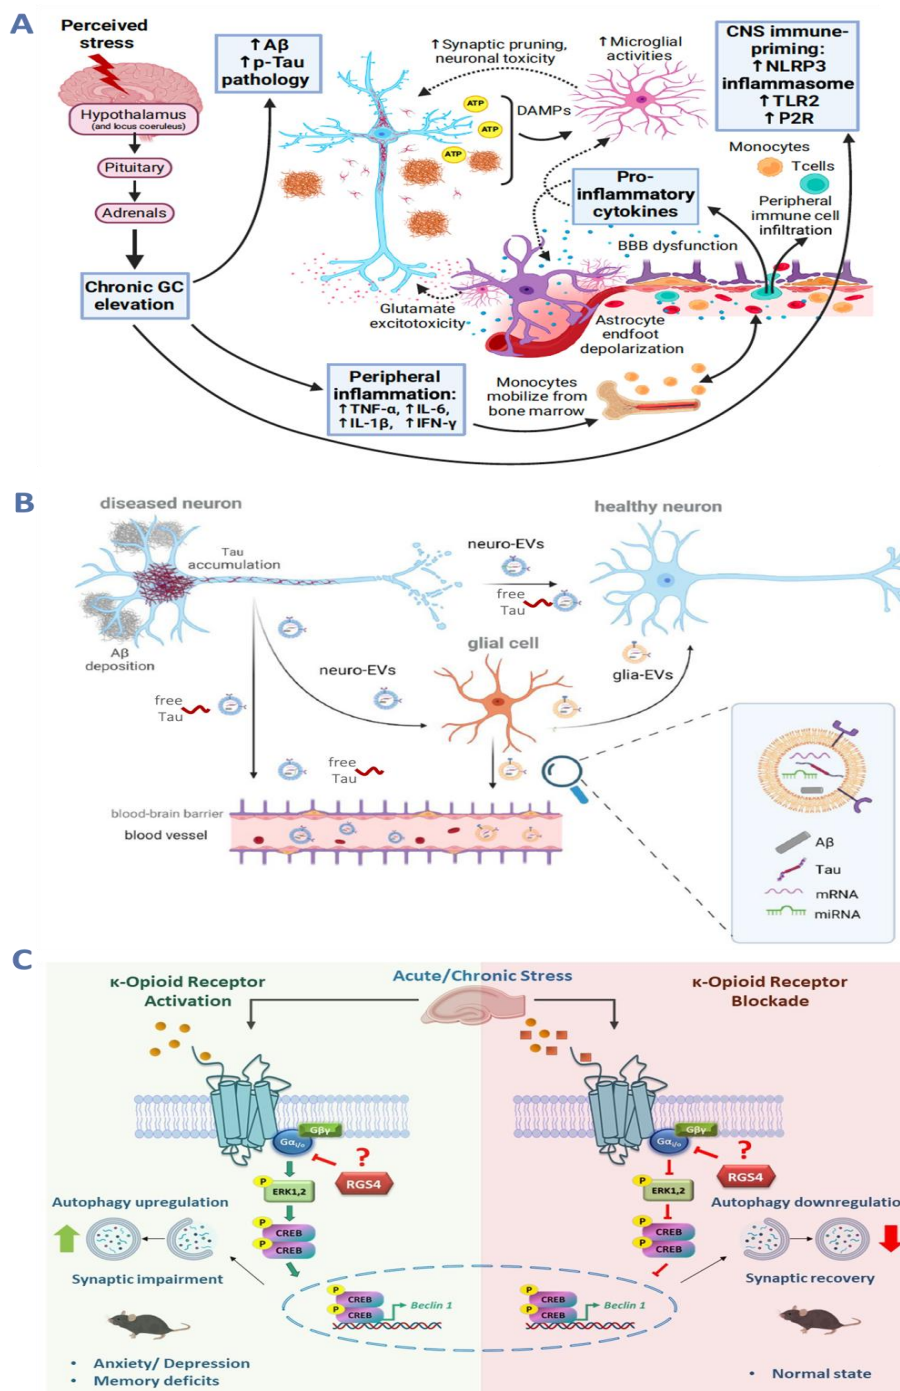 A
Perceived
stress
Hypothalamus
(and locus coeruleus)
Pituitary
Adrenals
Chronic GC
elevation
↑Aβ
↑p-Tau
pathology
↑Synaptic pruning,
neuronal toxicity
↑Microglial
activities
ATP
ATP
ATP
DAMPs
CNS immune-
priming:
↑NLRP3
inflammasome
↑TLR2
↑P2R
Monocytes
Tcells
Peripheral
immune cell
infiltration
Pro-
inflammatory
cytokines
BBB dysfunction
Glutamate
excitotoxicity
Astrocyte
endfoot
depolarization
Peripheral
inflammation:
↑TNF-α, ↑IL-6,
↑IL-1β, ↑IFN-γ
Monocytes
mobilize from
bone marrow
B
diseased neuron
healthy neuron
Tau
accumulation
neuro-EVs
free
Tau
Aβ
deposition
glial cell
neuro-EVs
glia-EVs
free
Tau
free
Tau
blood-brain barrier
blood vessel
Aβ
Tau
mRNA
miRNA
C
κ-Opioid Receptor
Activation
Acute/Chronic Stress
κ-Opioid Receptor
Blockade
Gβγ
Gαi/o
?
RGS4
P
ERK1,2
P
CREB
P
CREB
Autophagy upregulation
Synaptic impairment
P
CREB
P
CREB
Beclin 1
• Anxiety/ Depression
• Memory deficits
Gβγ
Gαi/o
?
RGS4
P
ERK1,2
P
CREB
P
CREB
Autophagy downregulation
Synaptic recovery
P
CREB
P
CREB
Beclin 1
• Normal state